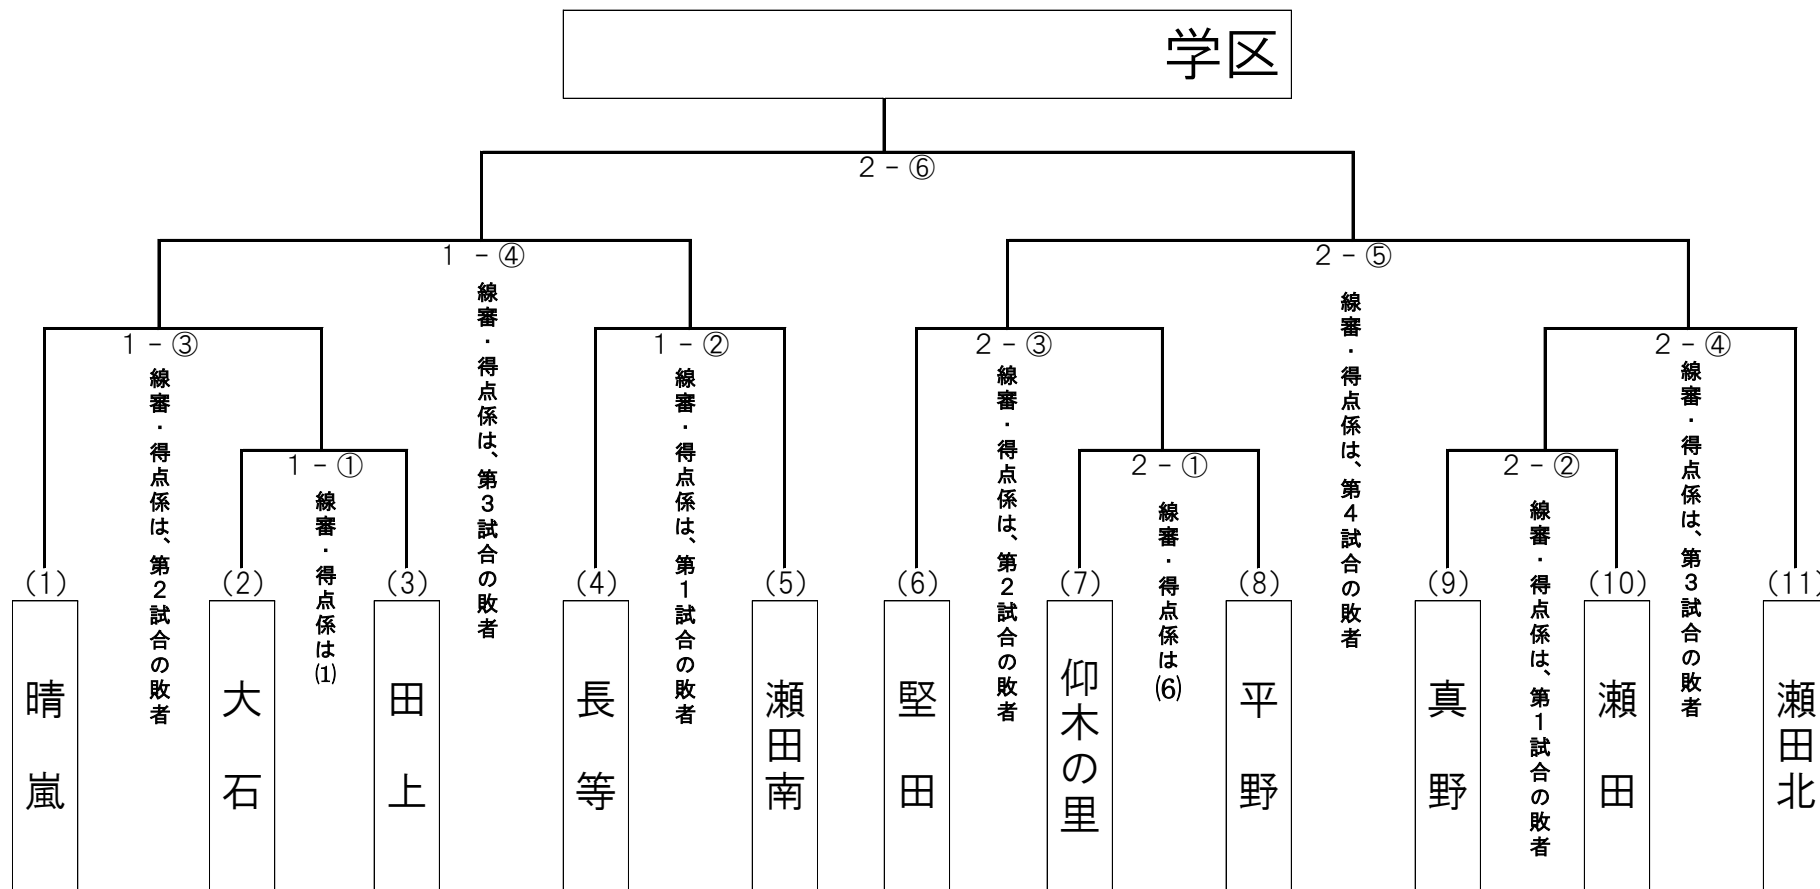 学区
2 - ⑥
1 - ④
2 - ⑤
線審・得点係は、第3試合の敗者
線審・得点係は、第4試合の敗者
1 - ③
1 - ②
2 - ③
2 - ④
線審・得点係は、第2試合の敗者
線審・得点係は、第1試合の敗者
線審・得点係は、第2試合の敗者
線審・得点係は、第3試合の敗者
1 - ①
2 - ①
2 - ②
線審・得点係は⑴
線審・得点係は⑹
線審・得点係は、第1試合の敗者
(1)
(2)
(3)
(4)
(5)
(6)
(7)
(8)
(9)
(10)
(11)
晴嵐
大石
田上
長等
瀬田南
堅田
仰木の里
平野
真野
瀬田
瀬田北